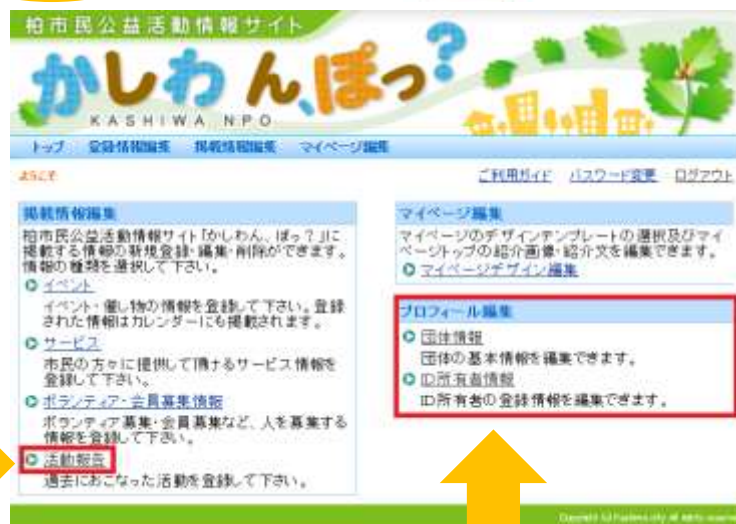 柏市民公益活動情報サイト
かしわん、ぽっ?
KASHIWA NPO
トップ 登録情報編集 掲載情報編集 マイページ編集
ようこそ
ご利用ガイド パスワード変更 ログアウト
掲載情報編集
柏市民公益活動情報サイト「かしわん、ぽっ?」に
掲載する情報の新規登録・編集・削除ができます。
情報の種類を選択して下さい。
イベント
イベント・催し物の情報を登録して下さい。登録
された情報はカレンダーにも掲載されます。
サービス
市民の方々に提供して頂けるサービス情報を
登録して下さい。
ボランティア・会員募集情報
ボランティア募集・会員募集など、人を募集する
情報を登録して下さい。
活動報告
過去におこなった活動を登録して下さい。
マイページ編集
マイページのデザインテンプレートの選択及びマイ
ページトップの紹介画像・紹介文を編集できます。
マイページデザイン編集
プロフィール編集
団体情報
団体の基本情報を編集できます。
ID所有者情報
ID所有者の登録情報を編集できます。